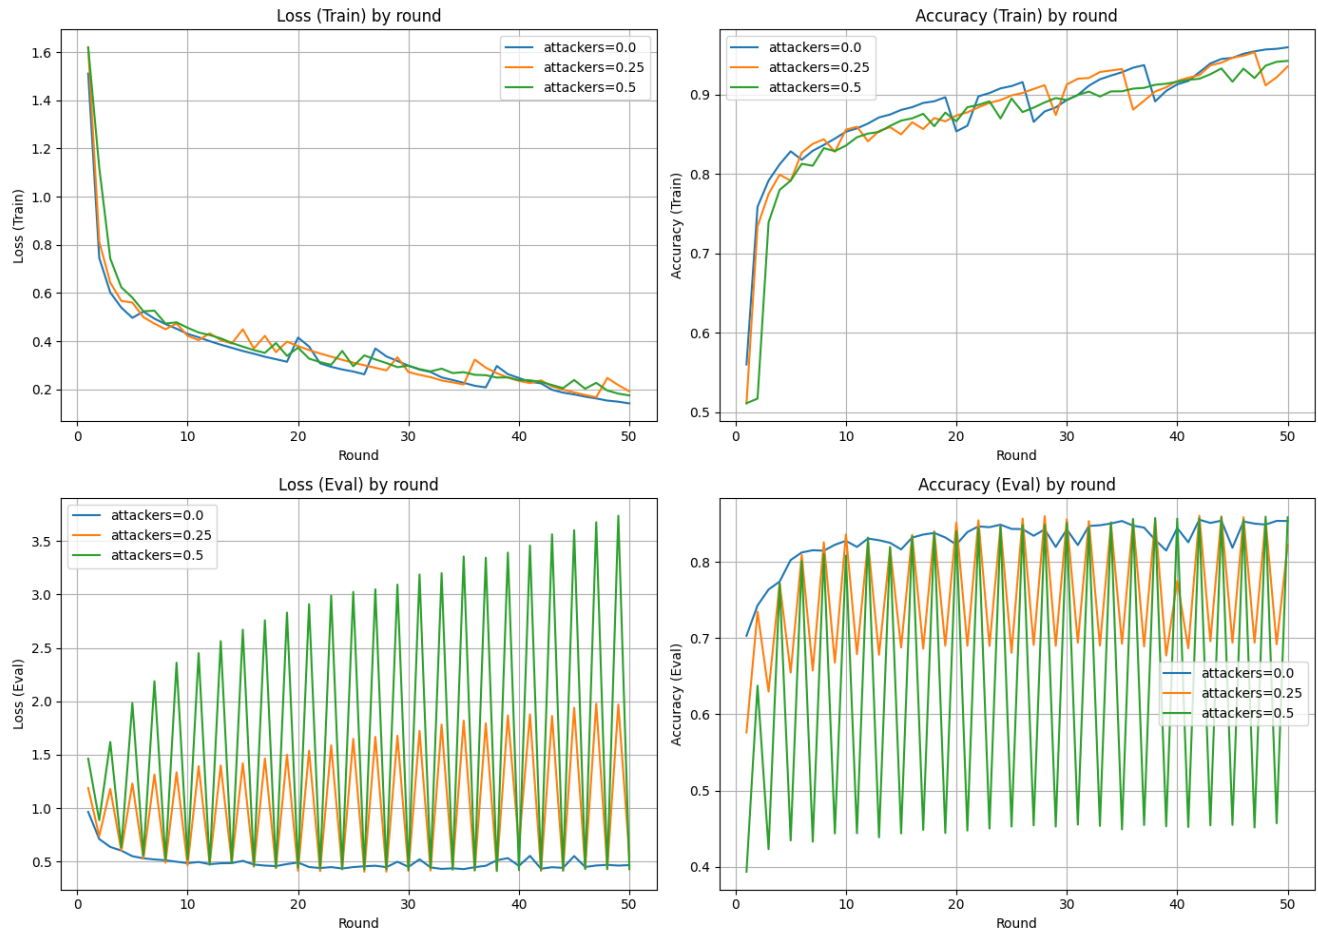 Loss (Train) by round
Loss (Train)
1.6
1.4
1.2
1.0
0.8
0.6
0.4
0.2
0
10
20
30
40
50
Round
attackers=0.0
attackers=0.25
attackers=0.5
Accuracy (Train) by round
Accuracy (Train)
0.9
0.8
0.7
0.6
0.5
0
10
20
30
40
50
Round
attackers=0.0
attackers=0.25
attackers=0.5
Loss (Eval) by round
Loss (Eval)
3.5
3.0
2.5
2.0
1.5
1.0
0.5
0
10
20
30
40
50
Round
attackers=0.0
attackers=0.25
attackers=0.5
Accuracy (Eval) by round
Accuracy (Eval)
0.8
0.7
0.6
0.5
0.4
0
10
20
30
40
50
Round
attackers=0.0
attackers=0.25
attackers=0.5